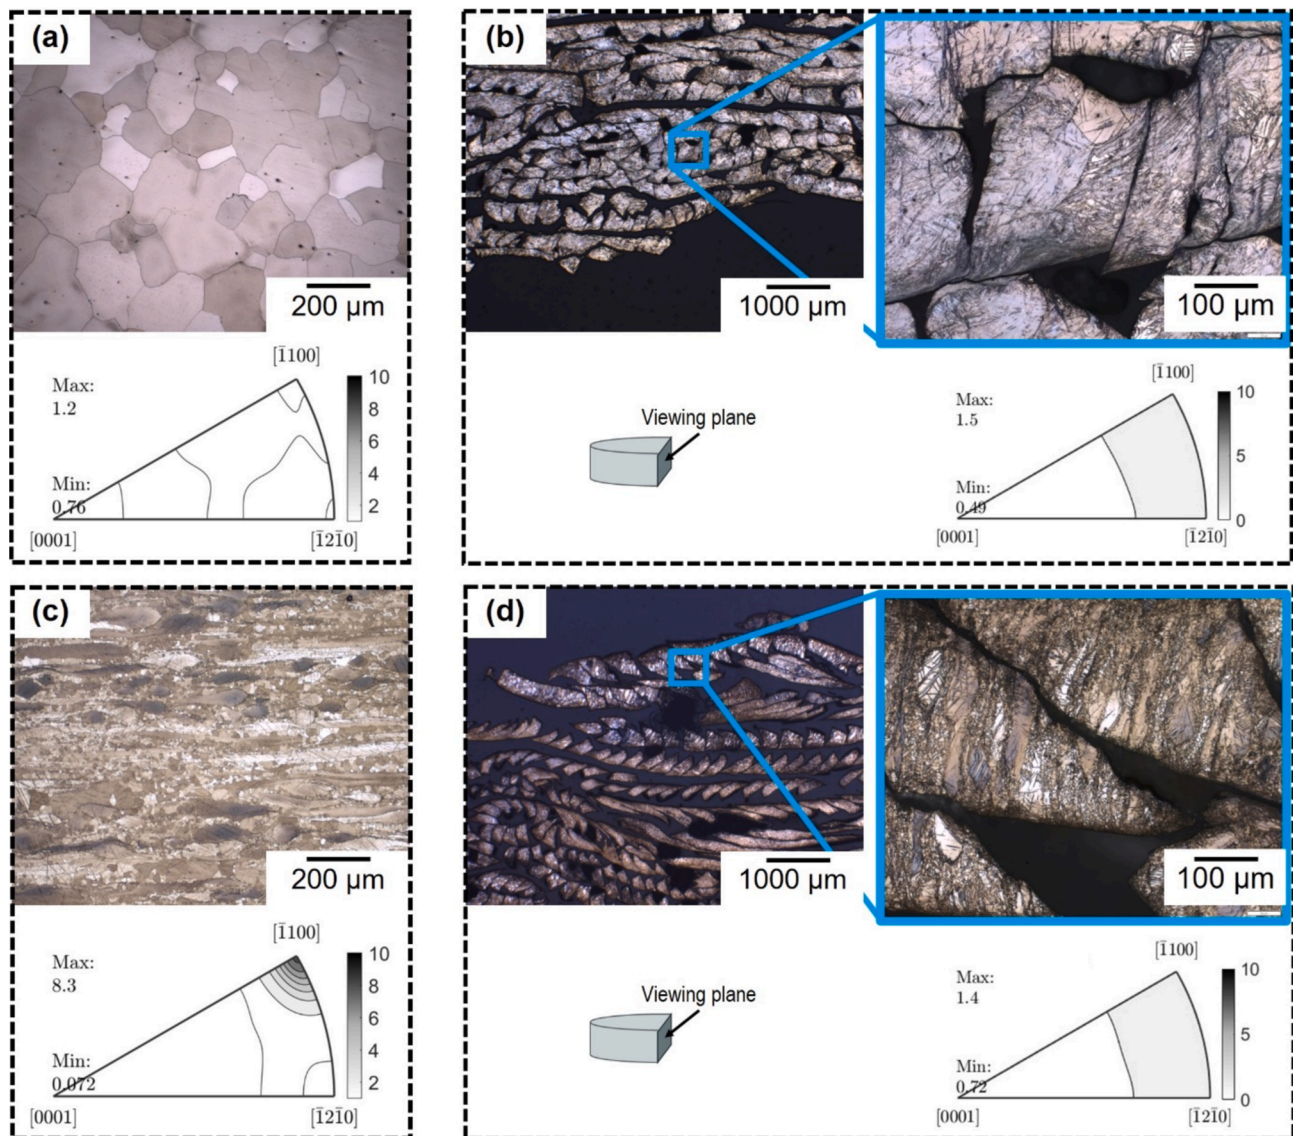 (a)
200 μm
[1̄100]
Max:
1.2
10
8
6
4
2
Min:
0.76
[0001]
[1̄21̄0]
(b)
1000 μm
100 μm
Viewing plane
[1̄100]
Max:
1.5
10
5
0
Min:
0.49
[0001]
[1̄21̄0]
(c)
200 μm
[1̄100]
Max:
8.3
10
8
6
4
2
Min:
0.072
[0001]
[1̄21̄0]
(d)
1000 μm
100 μm
Viewing plane
[1̄100]
Max:
1.4
10
5
0
Min:
0.72
[0001]
[1̄21̄0]